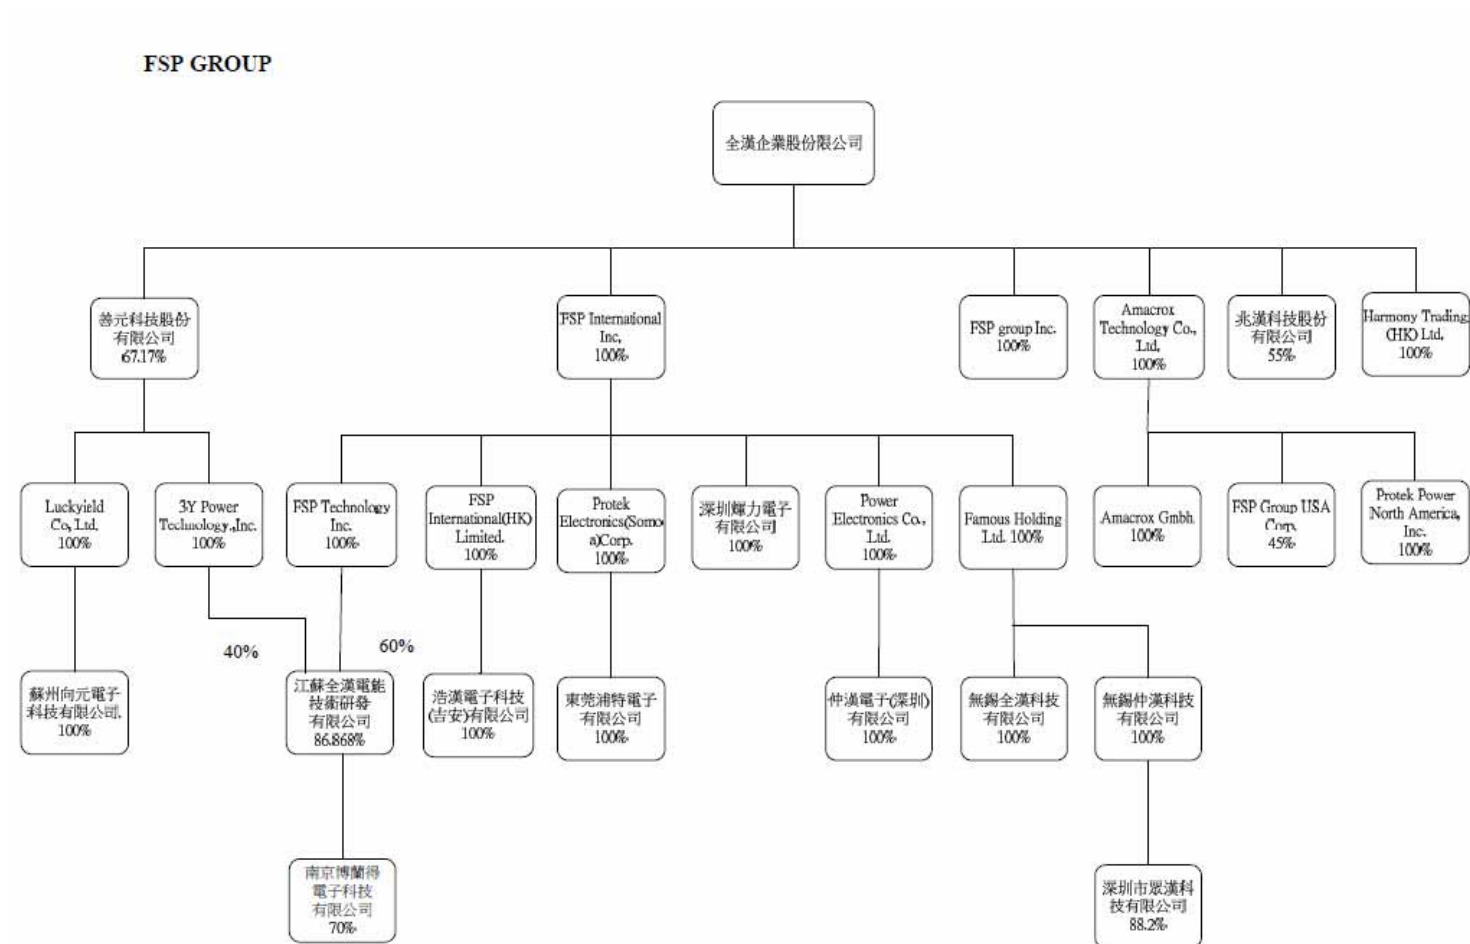 FSP GROUP
全漢企業股份限公司
善元科技股份
有限公司
67.17%
FSP International
Inc,
100%
FSP group Inc.
100%
Amacrox
Technology Co.,
Ltd,
100%
兆漢科技股份
有限公司
55%
Harmony Trading
(HK) Ltd,
100%
Luckyield
Co, Ltd,
100%
3Y Power
Technology.,Inc.
100%
FSP Technology
Inc.
100%
FSP
International(HK)
Limited.
100%
Protek
Electronics(Somo
a)Corp.
100%
深圳輝力電子
有限公司
100%
Power
Electronics Co.,
Ltd.
100%
Famous Holding
Ltd. 100%
Amacrox Gmbh
100%
FSP Group USA
Corp.
45%
Protek Power
North America,
Inc.
100%
40%
60%
蘇州向元電子
科技有限公司.
100%
江蘇全漢電能
技術研發
有限公司
86.868%
浩漢電子科技
(吉安)有限公司
100%
東莞浦特電子
有限公司
100%
仲漢電子(深圳)
有限公司
100%
無錫全漢科技
有限公司
100%
無錫仲漢科技
有限公司
100%
南京博蘭得
電子科技
有限公司
70%
深圳市眾漢科
技有限公司
88.2%